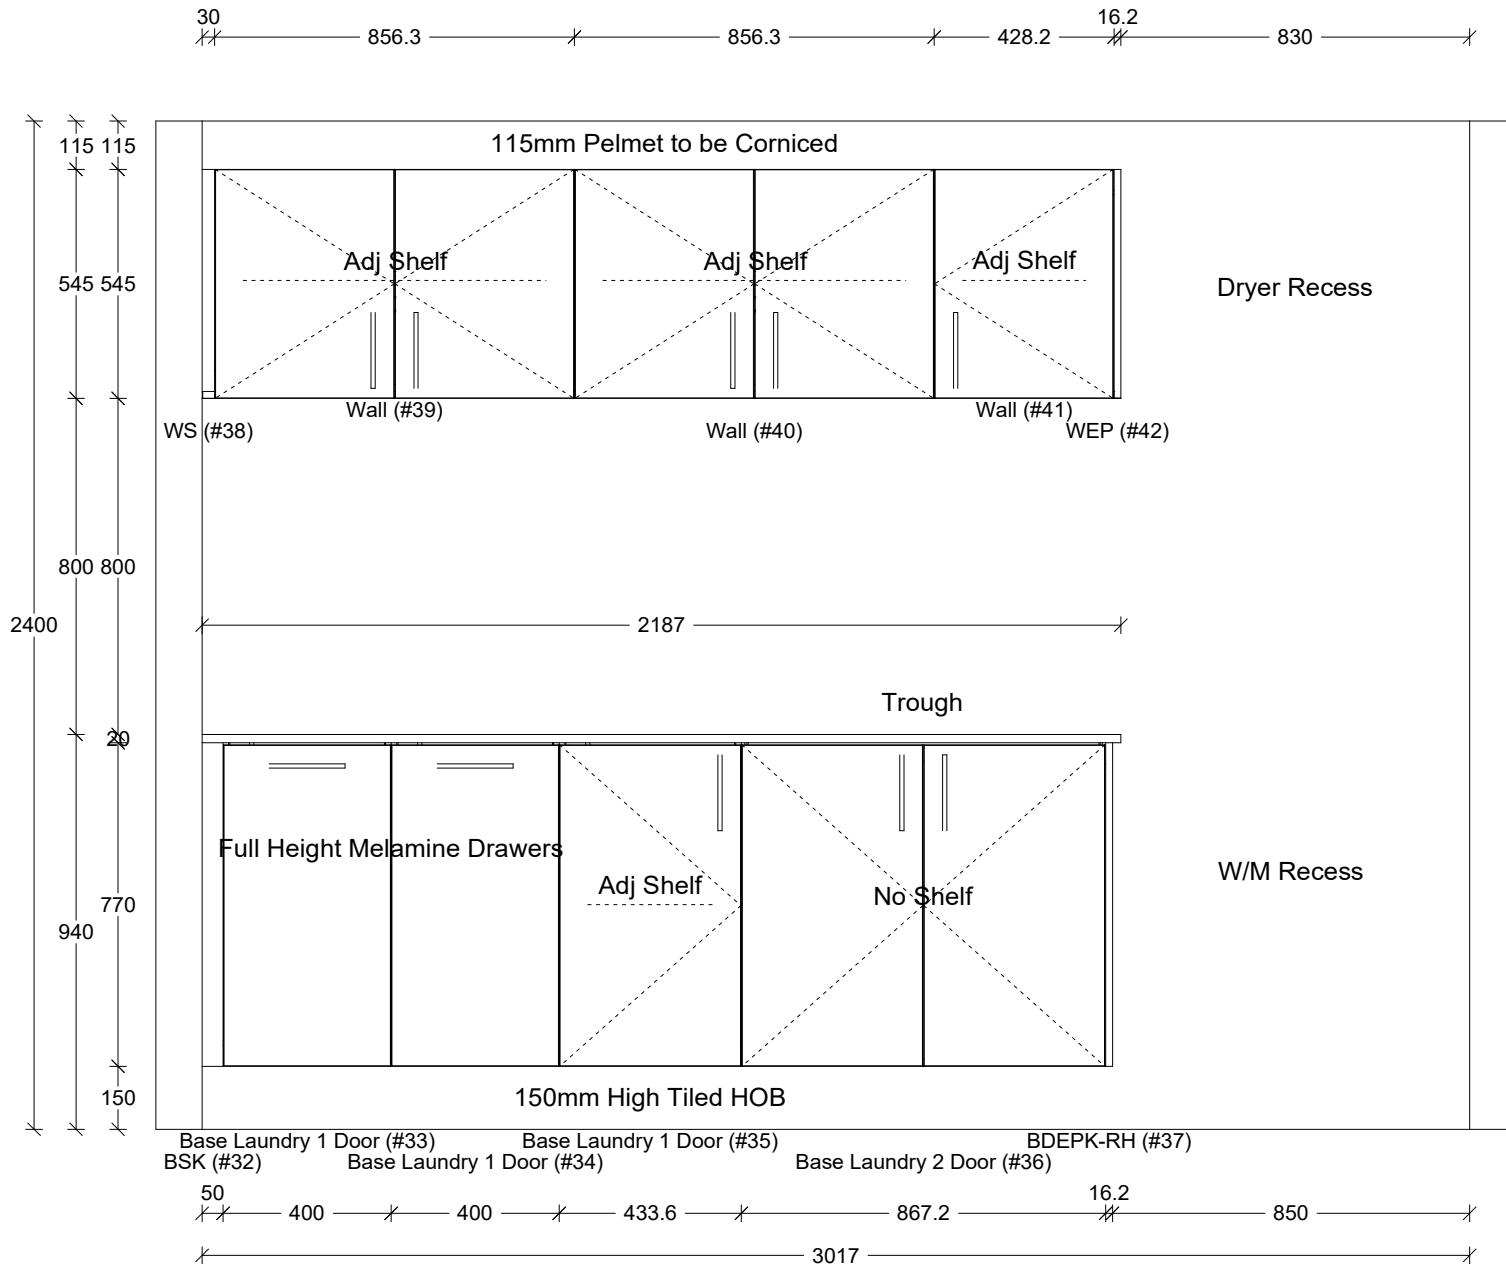 30
16.2
856.3
856.3
428.2
830
115 115
115mm Pelmet to be Corniced
Adj Shelf
Adj Shelf
Adj Shelf
545 545
Dryer Recess
Wall (#39)
Wall (#41)
WS (#38)
Wall (#40)
WEP (#42)
800 800
2400
2187
Trough
20
Full Height Melamine Drawers
W/M Recess
Adj Shelf
No Shelf
770
940
150
150mm High Tiled HOB
Base Laundry 1 Door (#33)
Base Laundry 1 Door (#35)
BDEPK-RH (#37)
BSK (#32)
Base Laundry 1 Door (#34)
Base Laundry 2 Door (#36)
50
16.2
400
400
433.6
867.2
850
3017